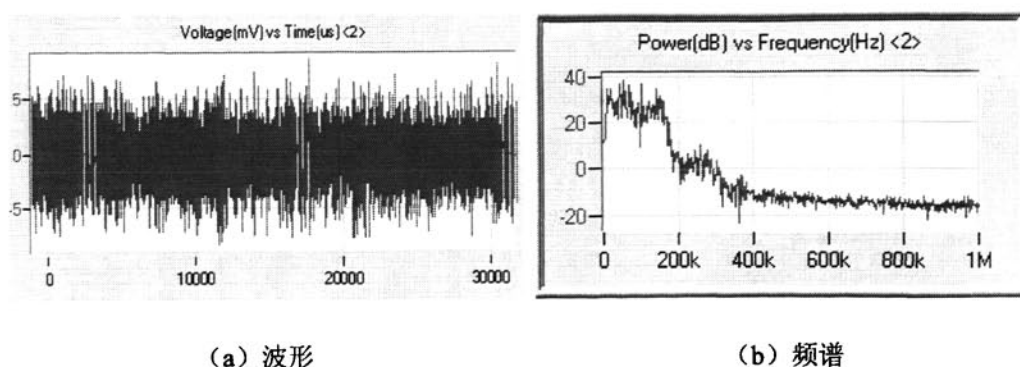 Voltage(mV) vs Time(us) <2>
5
0
-5
0 10000 20000 30000
(a) 波形
Power(dB) vs Frequency(Hz) <2>
40
20
0
-20
0 200k 400k 600k 800k 1M
(b) 频谱